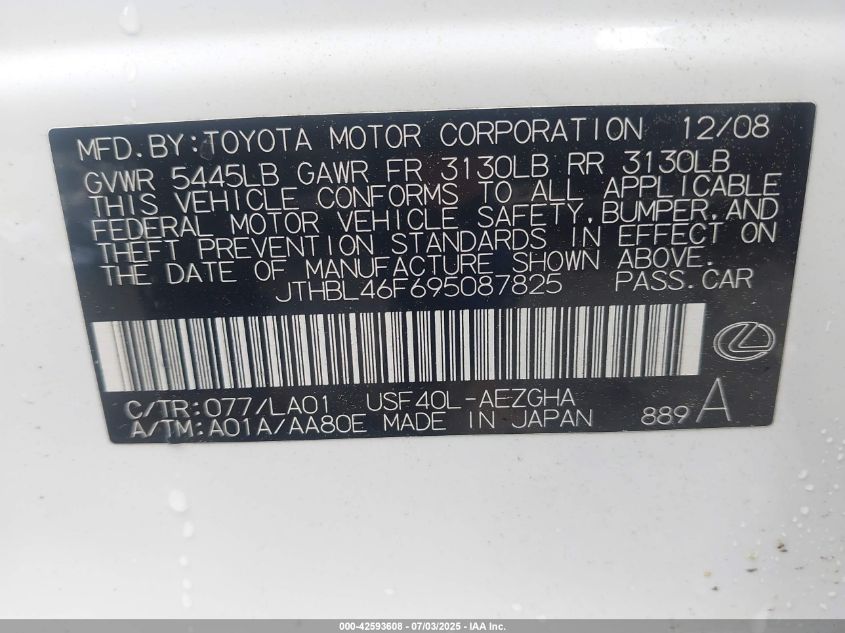 MFD. BY: TOYOTA MOTOR CORPORATION 12/08
GVWR 5445LB GAWR FR 3130LB RR 3130LB
THIS VEHICLE CONFORMS TO ALL APPLICABLE
FEDERAL MOTOR VEHICLE SAFETY, BUMPER, AND
THEFT PREVENTION STANDARDS IN EFFECT ON
THE DATE OF MANUFACTURE SHOWN ABOVE.
JTHBL46F695087825 PASS. CAR
C/TR: 077/LA01 USF40L-AEZGHA
A/TM: A01A/AA80E MADE IN JAPAN 889 A
000-42593608 - 07/03/2025 - IAA Inc.